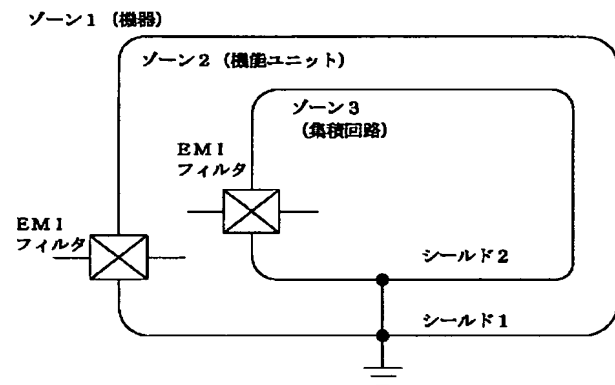 ゾーン１（機器）
ゾーン２（機能ユニット）
ゾーン３
（集積回路）
ＥＭＩ
フィルタ
ＥＭＩ
フィルタ
シールド２
シールド１